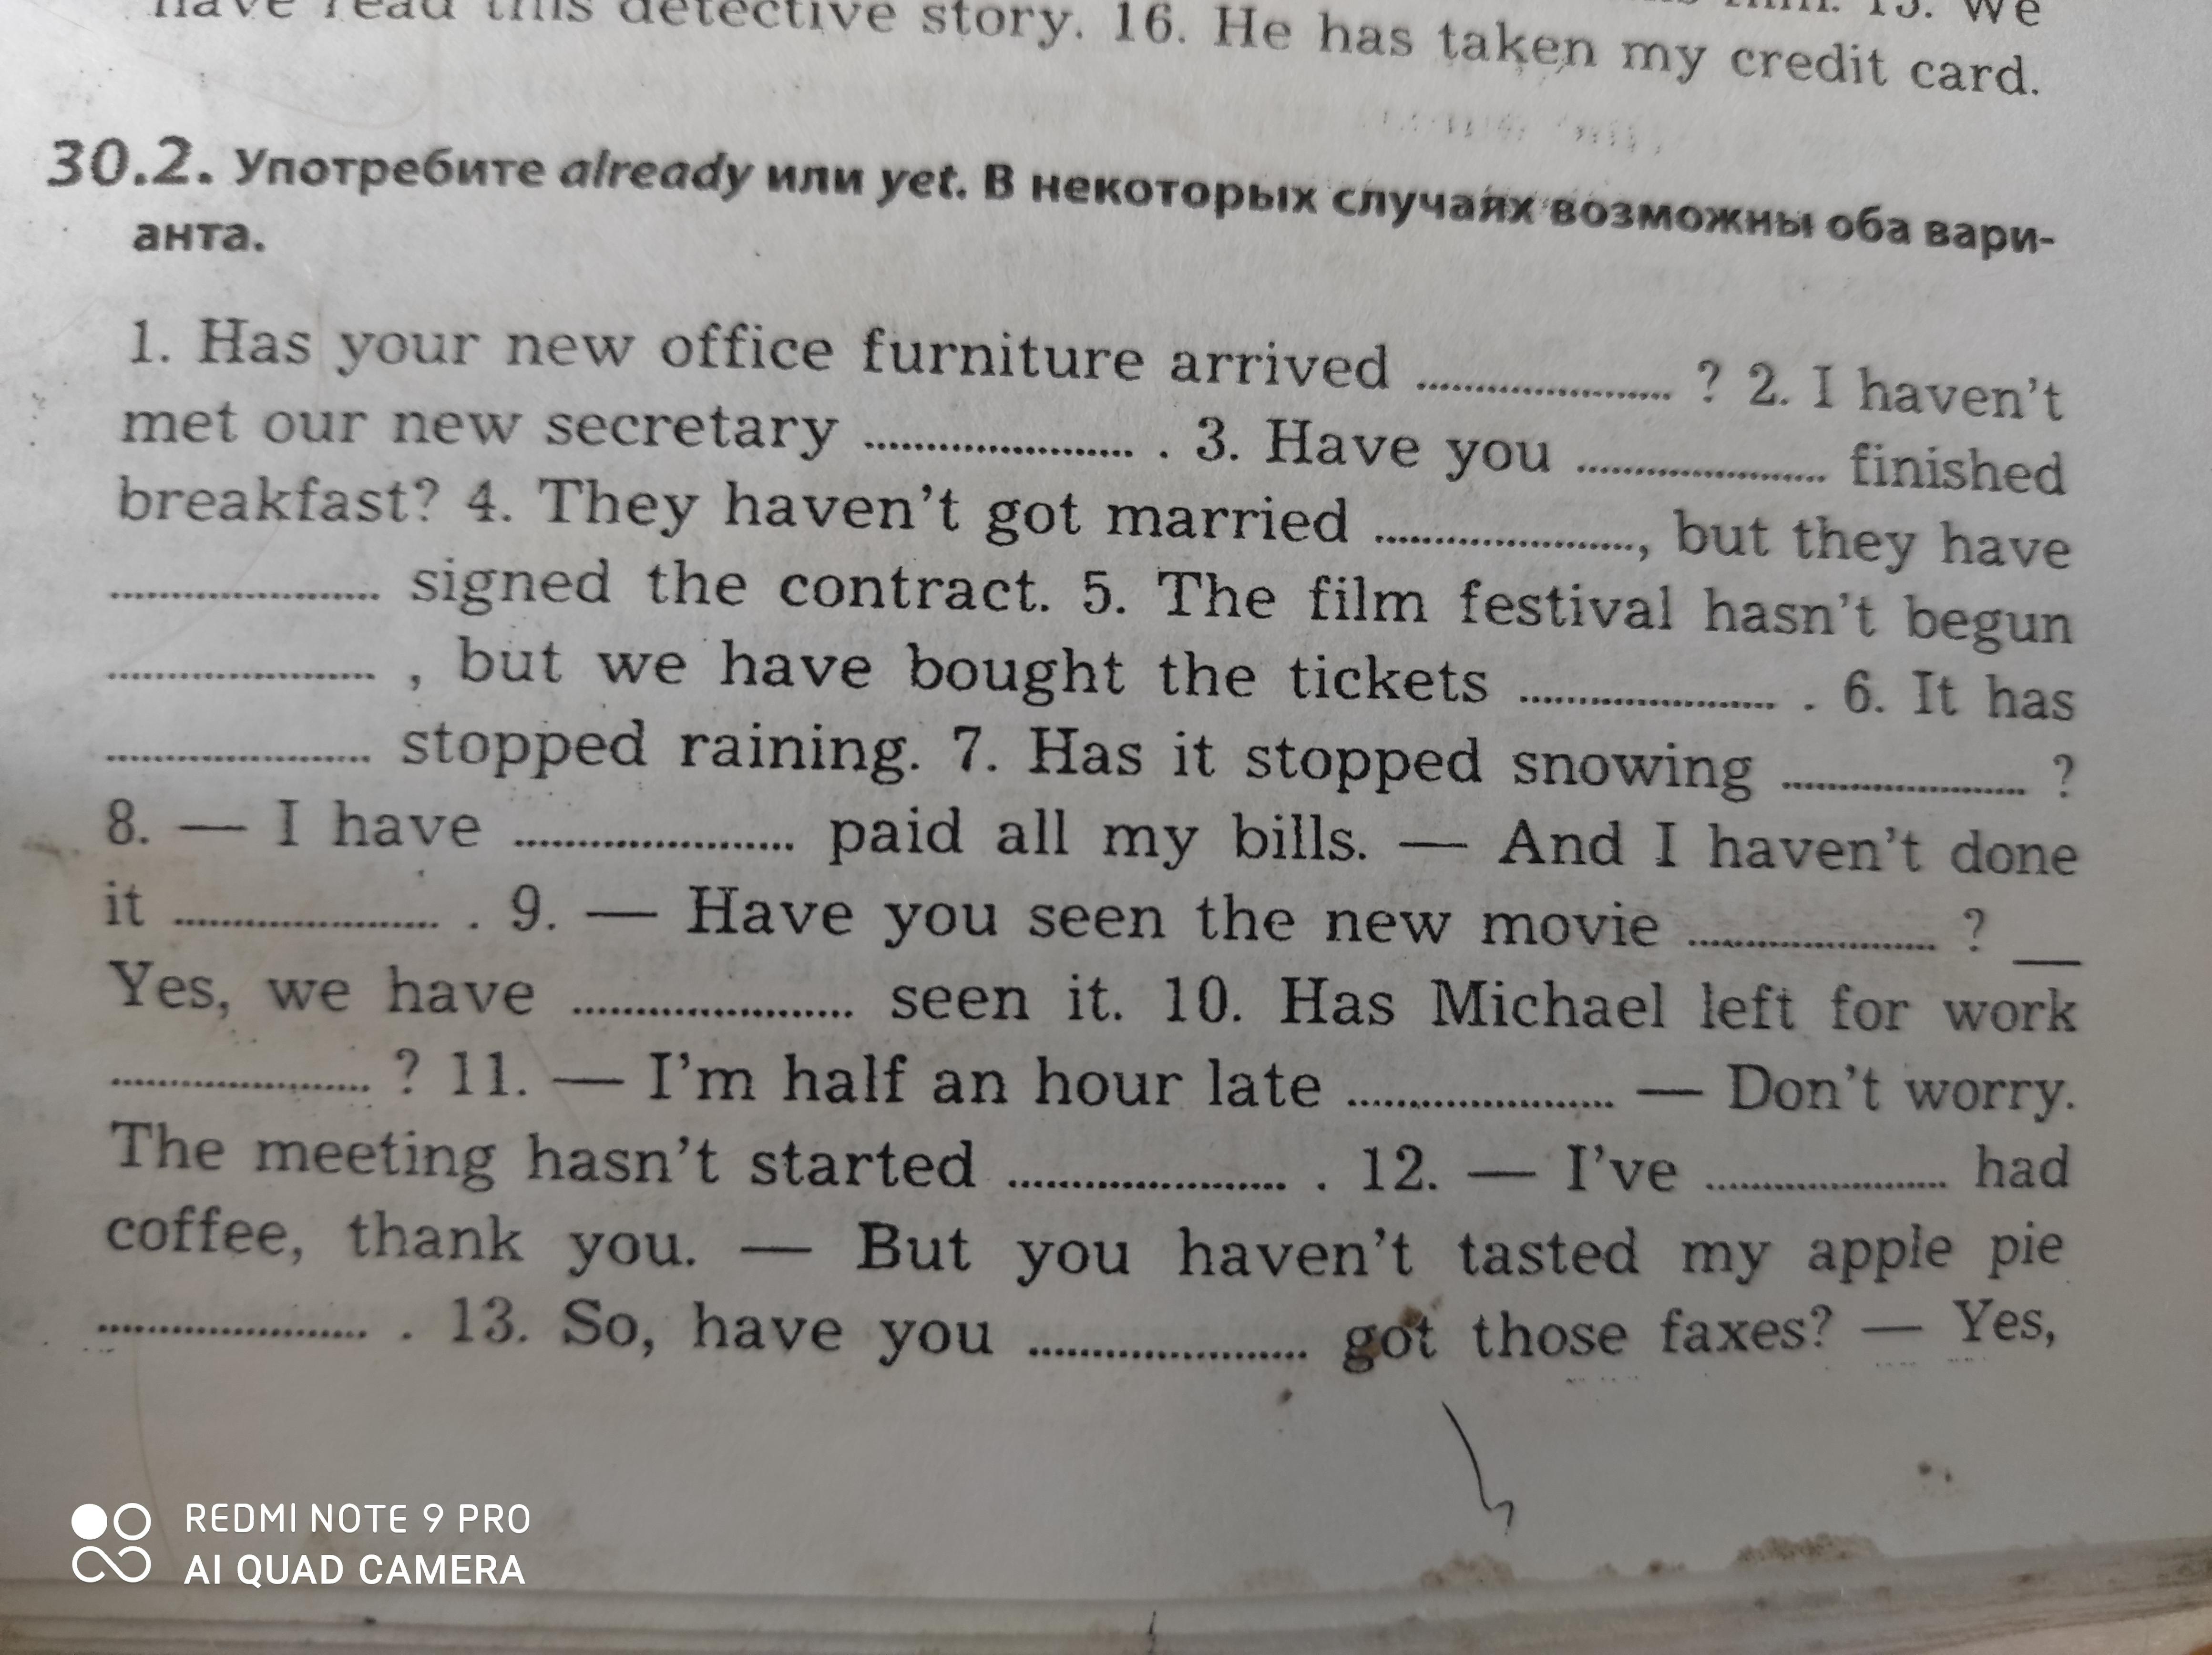 have read this detective story. 16. He has taken my credit card.
15. We
30.2. Употребите already или yet. В некоторых случаях возможны оба вари-
анта.
1. Has your new office furniture arrived ...................... ? 2. I haven't
met our new secretary ...................... . 3. Have you ...................... finished
breakfast? 4. They haven't got married ......................, but they have
...................... signed the contract. 5. The film festival hasn't begun
...................... , but we have bought the tickets ...................... . 6. It has
...................... stopped raining. 7. Has it stopped snowing ...................... ?
8. — I have ...................... paid all my bills. — And I haven't done
it ...................... . 9. — Have you seen the new movie ...................... ? —
Yes, we have ...................... seen it. 10. Has Michael left for work
...................... ? 11. — I'm half an hour late ...................... — Don't worry.
The meeting hasn't started ...................... . 12. — I've ...................... had
coffee, thank you. — But you haven't tasted my apple pie
...................... . 13. So, have you ...................... got those faxes? — Yes,
REDMI NOTE 9 PRO
AI QUAD CAMERA